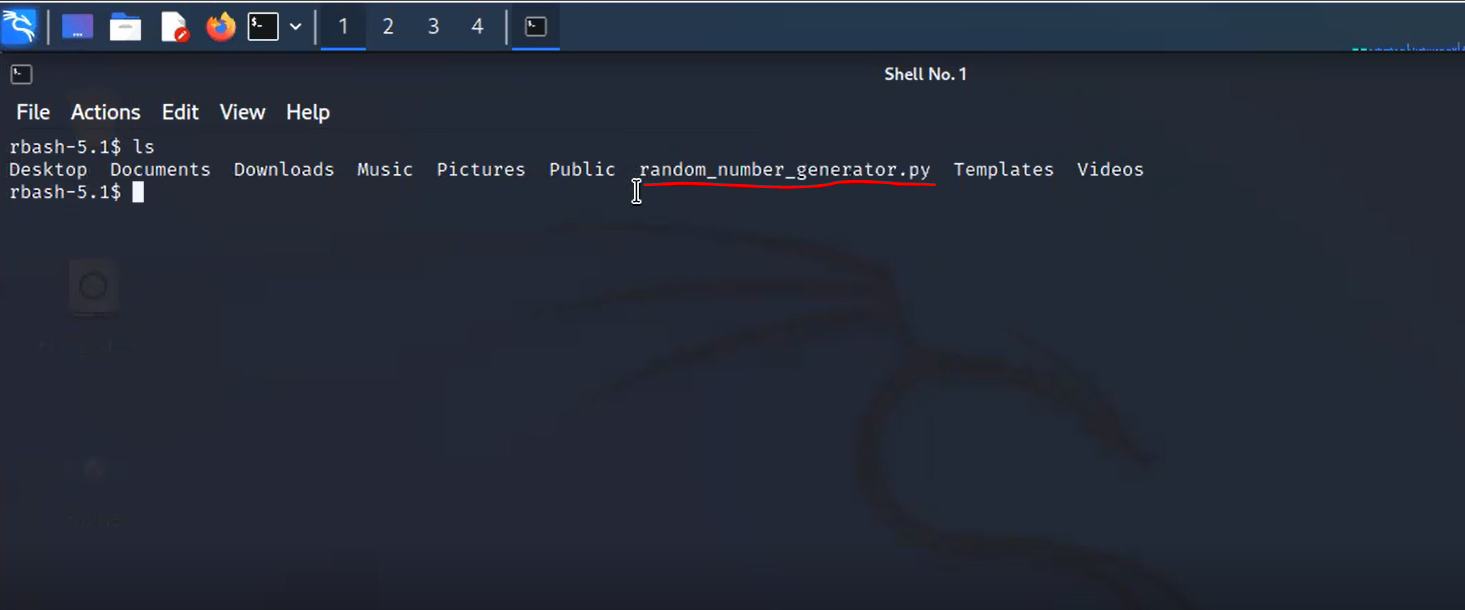 1 2 3 4
Shell No. 1
File Actions Edit View Help
rbash-5.1$ ls
Desktop Documents Downloads Music Pictures Public random_number_generator.py Templates Videos
rbash-5.1$